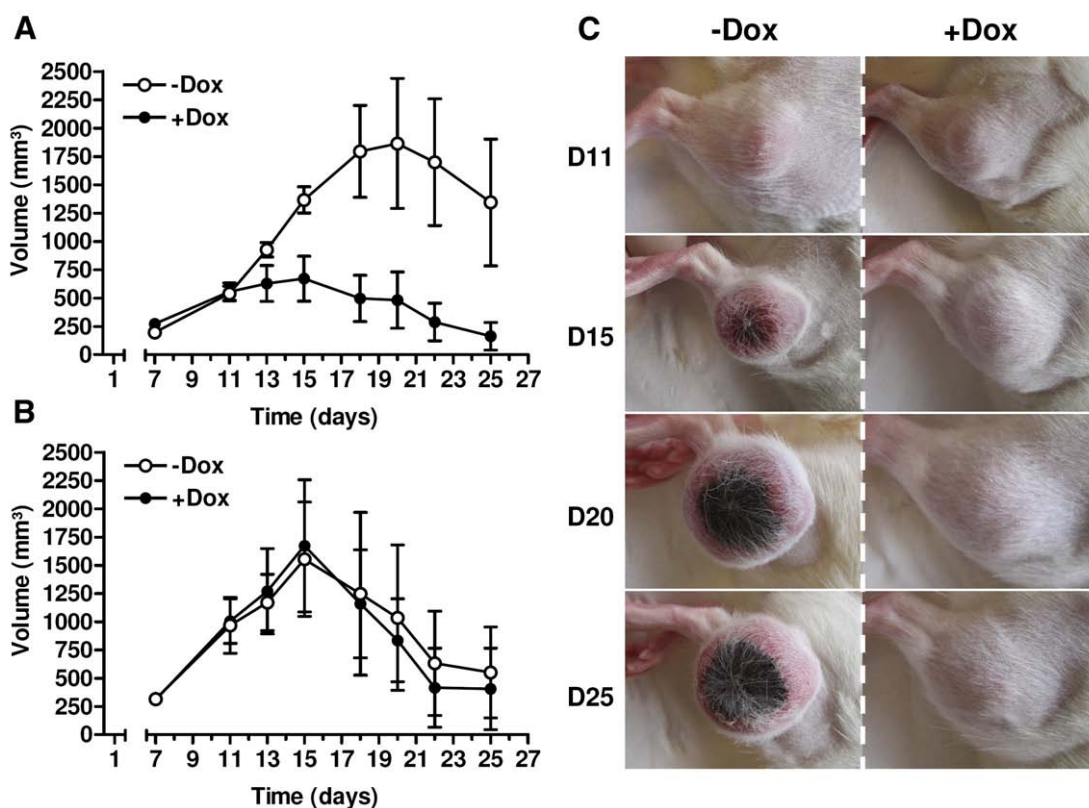 A
2500
2250
2000
1750
1500
1250
1000
750
500
250
0
Volume (mm³)
-Dox
+Dox
1 7 9 11 13 15 17 19 21 23 25 27
Time (days)
B
2500
2250
2000
1750
1500
1250
1000
750
500
250
0
Volume (mm³)
-Dox
+Dox
1 7 9 11 13 15 17 19 21 23 25 27
Time (days)
C
-Dox +Dox
D11
D15
D20
D25